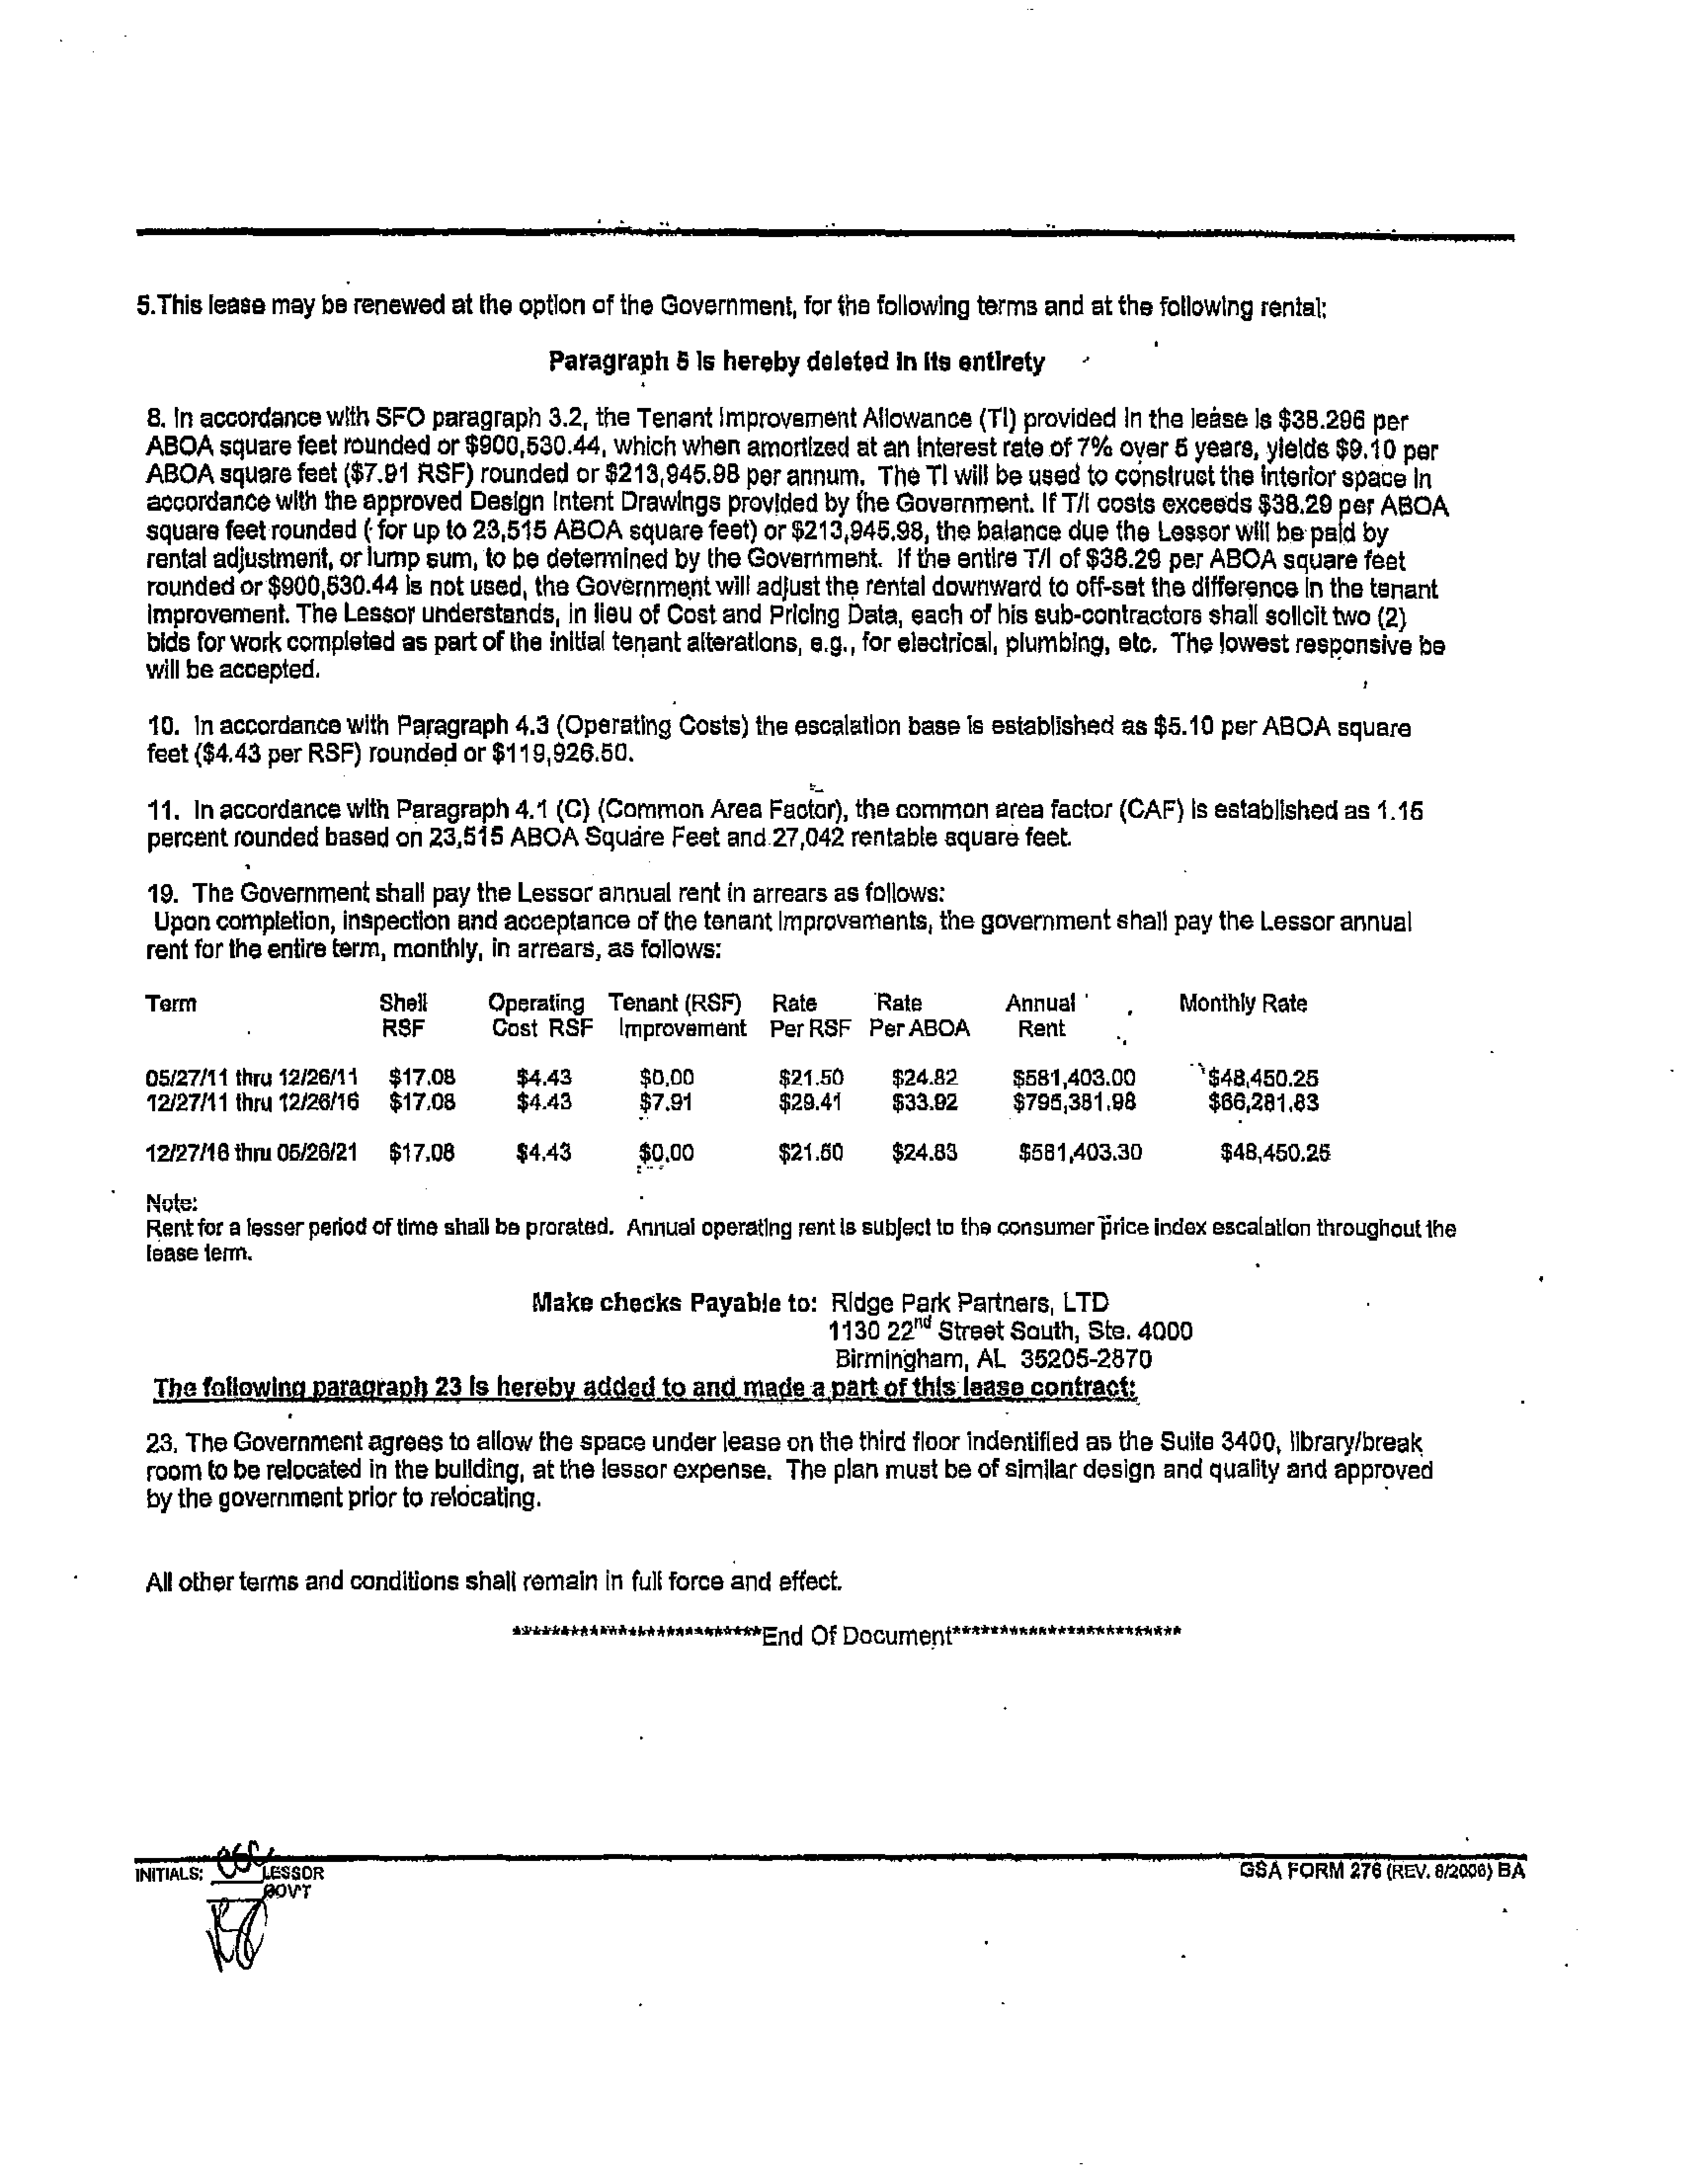 5.This lease may be renewed at the option of the Government, for the following terms and at the following rental;
Paragraph 5 is hereby deleted in its entirety
8. In accordance with SFO paragraph 3.2, the Tenant Improvement Allowance (TI) provided in the lease is $38.296 per
ABOA square feet rounded or $900,530.44, which when amortized at an interest rate of 7% over 5 years, yields $9.10 per
ABOA square feet ($7.91 RSF) rounded or $213,945.98 per annum. The TI will be used to construct the interior space in
accordance with the approved Design Intent Drawings provided by the Government. If T/I costs exceeds $38.29 per ABOA
square feet rounded ( for up to 23,515 ABOA square feet) or $213,945.98, the balance due the Lessor will be paid by
rental adjustment, or lump sum, to be determined by the Government. If the entire T/I of $38.29 per ABOA square feet
rounded or $900,530.44 is not used, the Government will adjust the rental downward to off-set the difference in the tenant
improvement. The Lessor understands, in lieu of Cost and Pricing Data, each of his sub-contractors shall solicit two (2)
bids for work completed as part of the initial tenant alterations, e.g., for electrical, plumbing, etc. The lowest responsive be
will be accepted.
10. In accordance with Paragraph 4.3 (Operating Costs) the escalation base is established as $5.10 per ABOA square
feet ($4.43 per RSF) rounded or $119,926.50.
11. In accordance with Paragraph 4.1 (C) (Common Area Factor), the common area factor (CAF) is established as 1.15
percent rounded based on 23,515 ABOA Square Feet and 27,042 rentable square feet.
19. The Government shall pay the Lessor annual rent in arrears as follows:
Upon completion, inspection and acceptance of the tenant improvements, the government shall pay the Lessor annual
rent for the entire term, monthly, in arrears, as follows:
Term Shell Operating Tenant (RSF) Rate Rate Annual Monthly Rate
RSF Cost RSF Improvement Per RSF Per ABOA Rent
05/27/11 thru 12/26/11 $17.08 $4.43 $0.00 $21.50 $24.82 $581,403.00 $48,450.25
12/27/11 thru 12/26/16 $17.08 $4.43 $7.91 $29.41 $33.92 $795,381.98 $66,281.83
12/27/16 thru 05/26/21 $17.08 $4.43 $0.00 $21.50 $24.83 $581,403.30 $48,450.25
Note:
Rent for a lesser period of time shall be prorated. Annual operating rent is subject to the consumer price index escalation throughout the
lease term.
Make checks Payable to: Ridge Park Partners, LTD
1130 22nd Street South, Ste. 4000
Birmingham, AL 35205-2870
The following paragraph 23 is hereby added to and made a part of this lease contract:
23. The Government agrees to allow the space under lease on the third floor indentified as the Suite 3400, library/break
room to be relocated in the building, at the lessor expense. The plan must be of similar design and quality and approved
by the government prior to relocating.
All other terms and conditions shall remain in full force and effect.
*************************End Of Document************************
INITIALS: LESSOR
GOVT
GSA FORM 276 (REV. 8/2006) BA